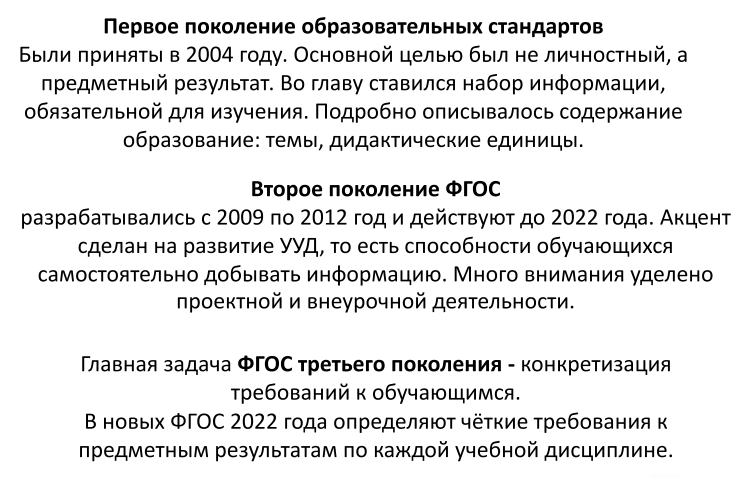 Первое поколение образовательных стандартов
Были приняты в 2004 году. Основной целью был не личностный, а
предметный результат. Во главу ставился набор информации,
обязательной для изучения. Подробно описывалось содержание
образование: темы, дидактические единицы.
Второе поколение ФГОС
разрабатывались с 2009 по 2012 год и действуют до 2022 года. Акцент
сделан на развитие УУД, то есть способности обучающихся
самостоятельно добывать информацию. Много внимания уделено
проектной и внеурочной деятельности.
Главная задача ФГОС третьего поколения - конкретизация
требований к обучающимся.
В новых ФГОС 2022 года определяют чёткие требования к
предметным результатам по каждой учебной дисциплине.